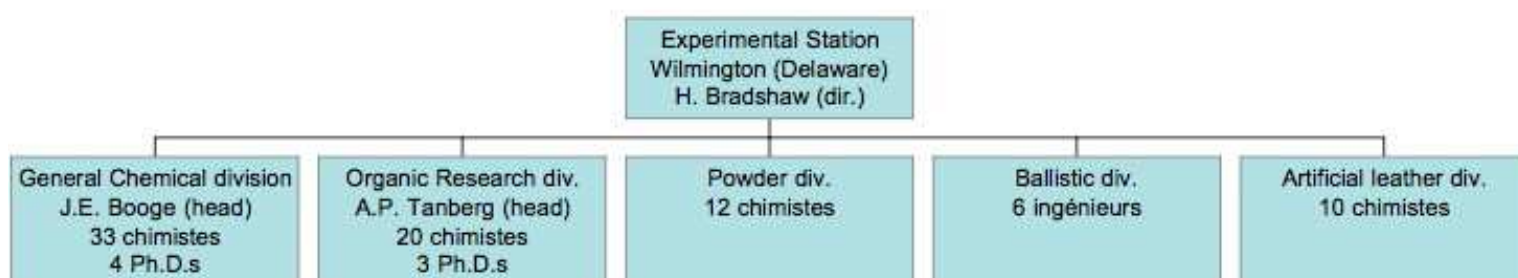 Experimental Station
Wilmington (Delaware)
H. Bradshaw (dir.)
General Chemical division
J.E. Booge (head)
33 chimistes
4 Ph.D.s
Organic Research div.
A.P. Tanberg (head)
20 chimistes
3 Ph.D.s
Powder div.
12 chimistes
Ballistic div.
6 ingénieurs
Artificial leather div.
10 chimistes